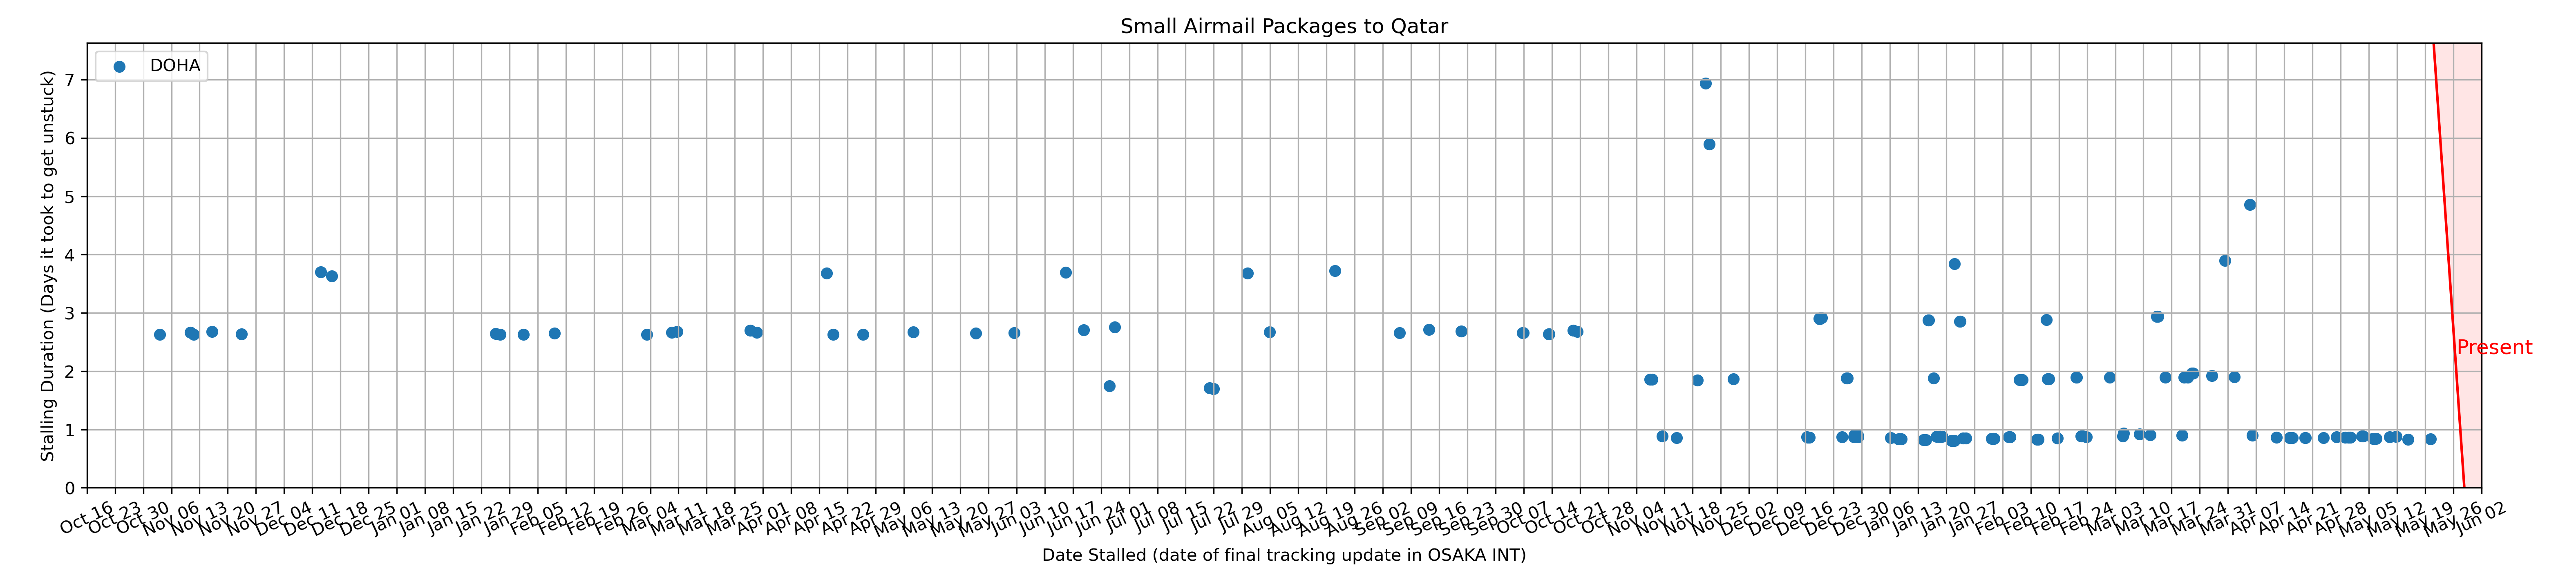 Small Airmail Packages to Qatar
DOHA
Stalling Duration (Days it took to get unstuck)
7
6
5
4
3
2
1
0
Present
Oct 16
Oct 23
Oct 30
Nov 06
Nov 13
Nov 20
Nov 27
Dec 04
Dec 11
Dec 18
Dec 25
Jan 01
Jan 08
Jan 15
Jan 22
Jan 29
Feb 05
Feb 12
Feb 19
Feb 26
Mar 04
Mar 11
Mar 18
Mar 25
Apr 01
Apr 08
Apr 15
Apr 22
Apr 29
May 06
May 13
May 20
May 27
Jun 03
Jun 10
Jun 17
Jun 24
Jul 01
Jul 08
Jul 15
Jul 22
Jul 29
Aug 05
Aug 12
Aug 19
Aug 26
Sep 02
Sep 09
Sep 16
Sep 23
Sep 30
Oct 07
Oct 14
Oct 21
Oct 28
Nov 04
Nov 11
Nov 18
Nov 25
Dec 02
Dec 09
Dec 16
Dec 23
Dec 30
Jan 06
Jan 13
Jan 20
Jan 27
Feb 03
Feb 10
Feb 17
Feb 24
Mar 03
Mar 10
Mar 17
Mar 24
Mar 31
Apr 07
Apr 14
Apr 21
Apr 28
May 05
May 12
May 19
May 26
Jun 02
Date Stalled (date of final tracking update in OSAKA INT)